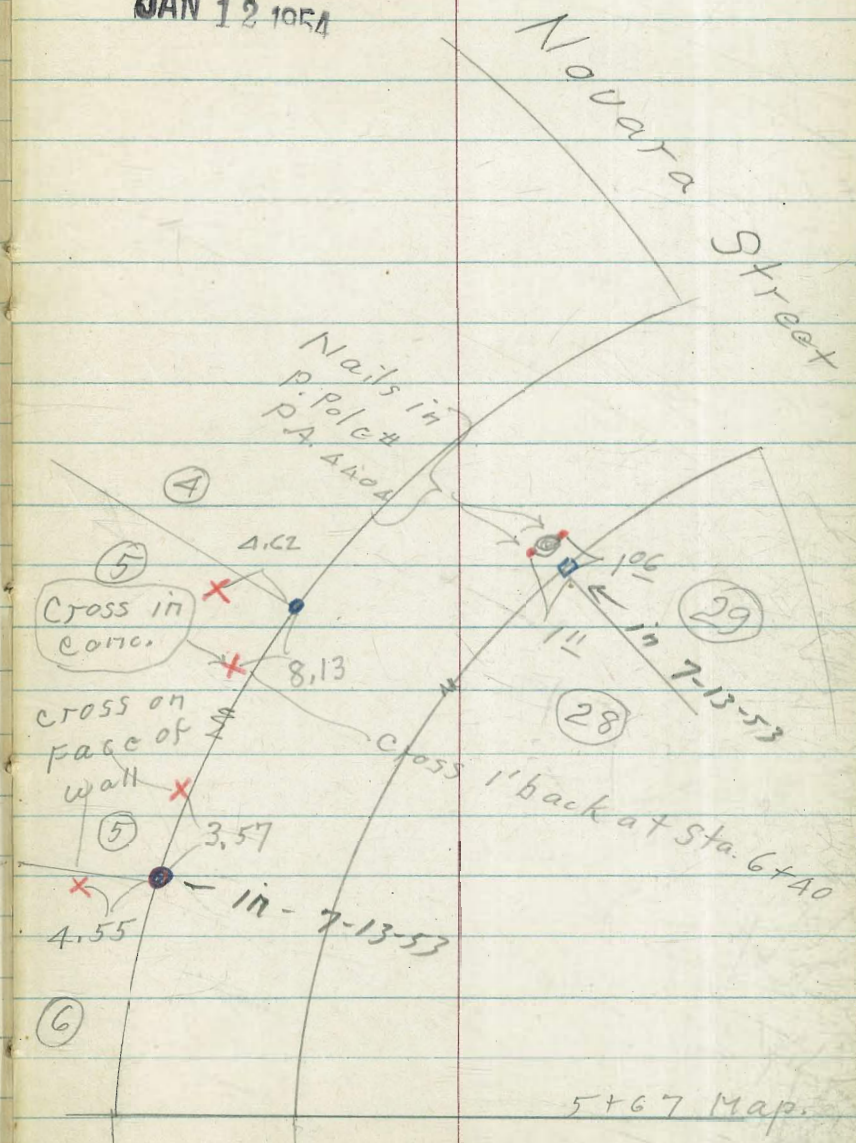 JAN 12 1954
Novara Street
Nails in
p. pole #
P.A. 4404
4
4.62
5
Cross in
conc.
8.13
1 06
1 11
in 7-13-53
29
28
cross on
Face of
wall
Cross 1' back at Sta. 6+40
5
3.57
in - 7-13-53
4.55
6
5+67 Map.